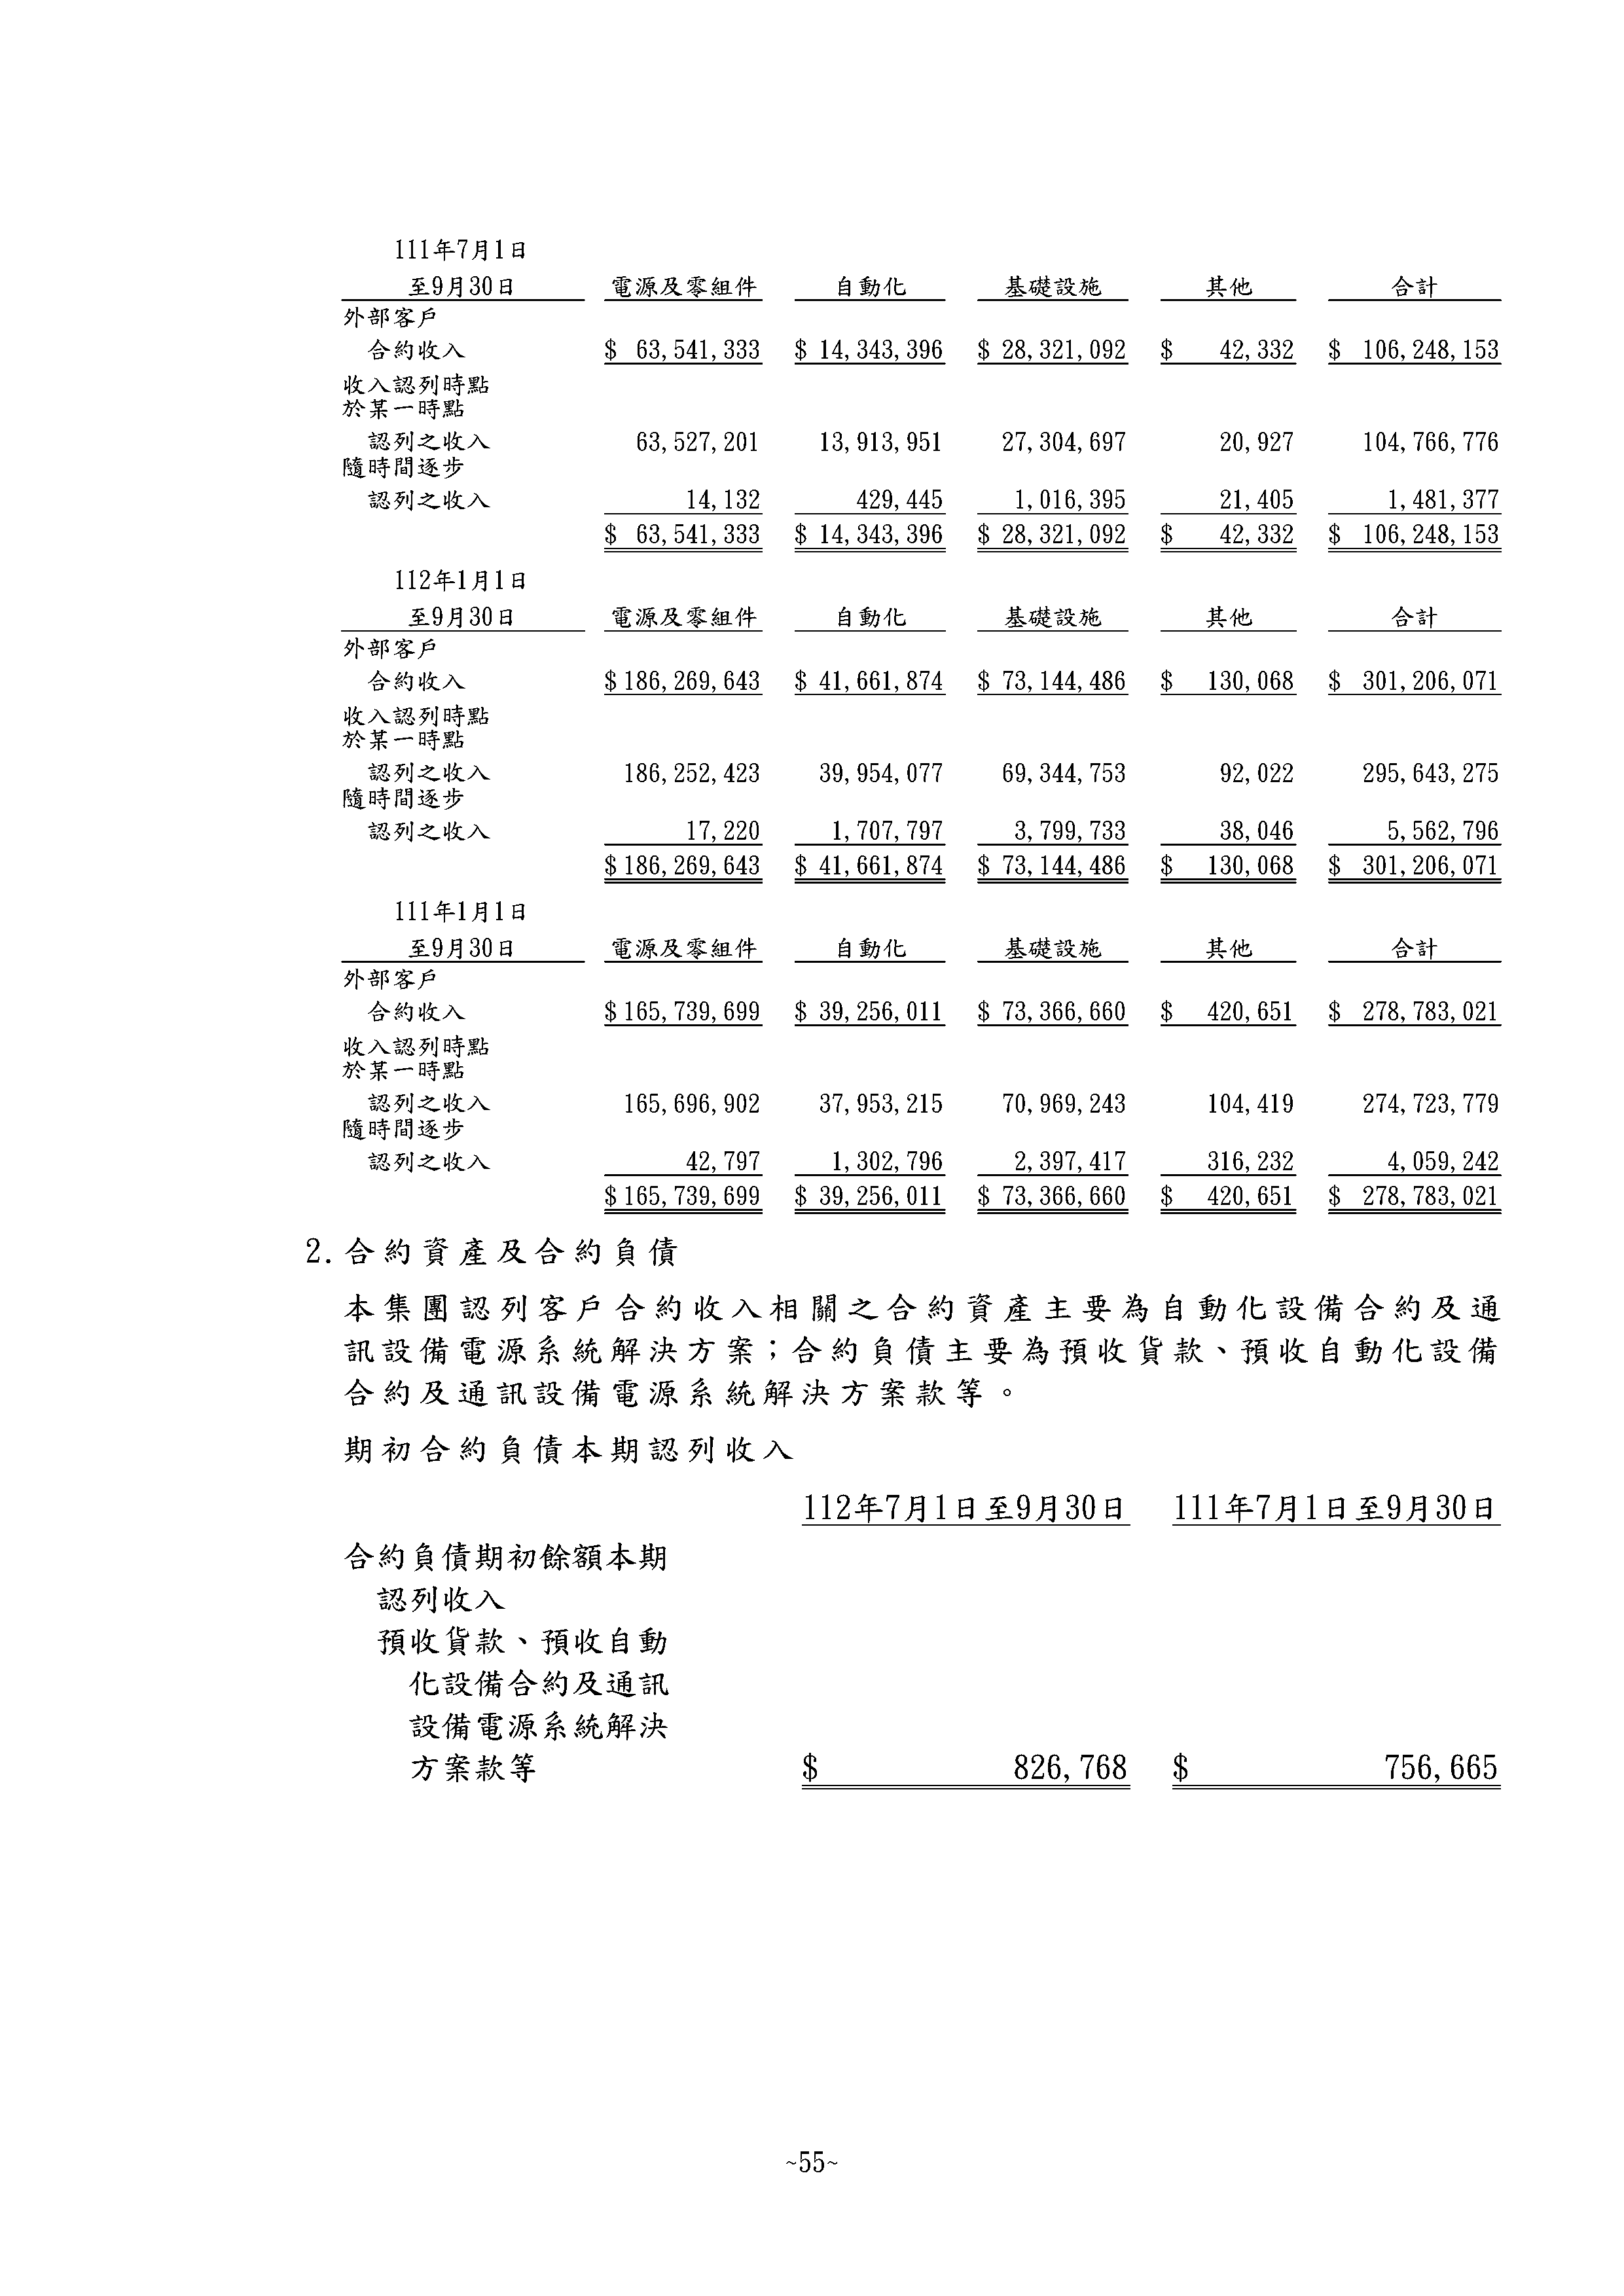 111年7月1日
至9月30日 電源及零組件 自動化 基礎設施 其他 合計
外部客戶
合約收入 $ 63,541,333 $ 14,343,396 $ 28,321,092 $ 42,332 $ 106,248,153
收入認列時點
於某一時點
認列之收入 63,527,201 13,913,951 27,304,697 20,927 104,766,776
隨時間逐步
認列之收入 14,132 429,445 1,016,395 21,405 1,481,377
$ 63,541,333 $ 14,343,396 $ 28,321,092 $ 42,332 $ 106,248,153
112年1月1日
至9月30日 電源及零組件 自動化 基礎設施 其他 合計
外部客戶
合約收入 $186,269,643 $ 41,661,874 $ 73,144,486 $ 130,068 $ 301,206,071
收入認列時點
於某一時點
認列之收入 186,252,423 39,954,077 69,344,753 92,022 295,643,275
隨時間逐步
認列之收入 17,220 1,707,797 3,799,733 38,046 5,562,796
$186,269,643 $ 41,661,874 $ 73,144,486 $ 130,068 $ 301,206,071
111年1月1日
至9月30日 電源及零組件 自動化 基礎設施 其他 合計
外部客戶
合約收入 $165,739,699 $ 39,256,011 $ 73,366,660 $ 420,651 $ 278,783,021
收入認列時點
於某一時點
認列之收入 165,696,902 37,953,215 70,969,243 104,419 274,723,779
隨時間逐步
認列之收入 42,797 1,302,796 2,397,417 316,232 4,059,242
$165,739,699 $ 39,256,011 $ 73,366,660 $ 420,651 $ 278,783,021
2.合約資產及合約負債
本集團認列客戶合約收入相關之合約資產主要為自動化設備合約及通
訊設備電源系統解決方案；合約負債主要為預收貨款、預收自動化設備
合約及通訊設備電源系統解決方案款等。
期初合約負債本期認列收入
112年7月1日至9月30日 111年7月1日至9月30日
合約負債期初餘額本期
認列收入
預收貨款、預收自動
化設備合約及通訊
設備電源系統解決
方案款等 $ 826,768 $ 756,665
~55~